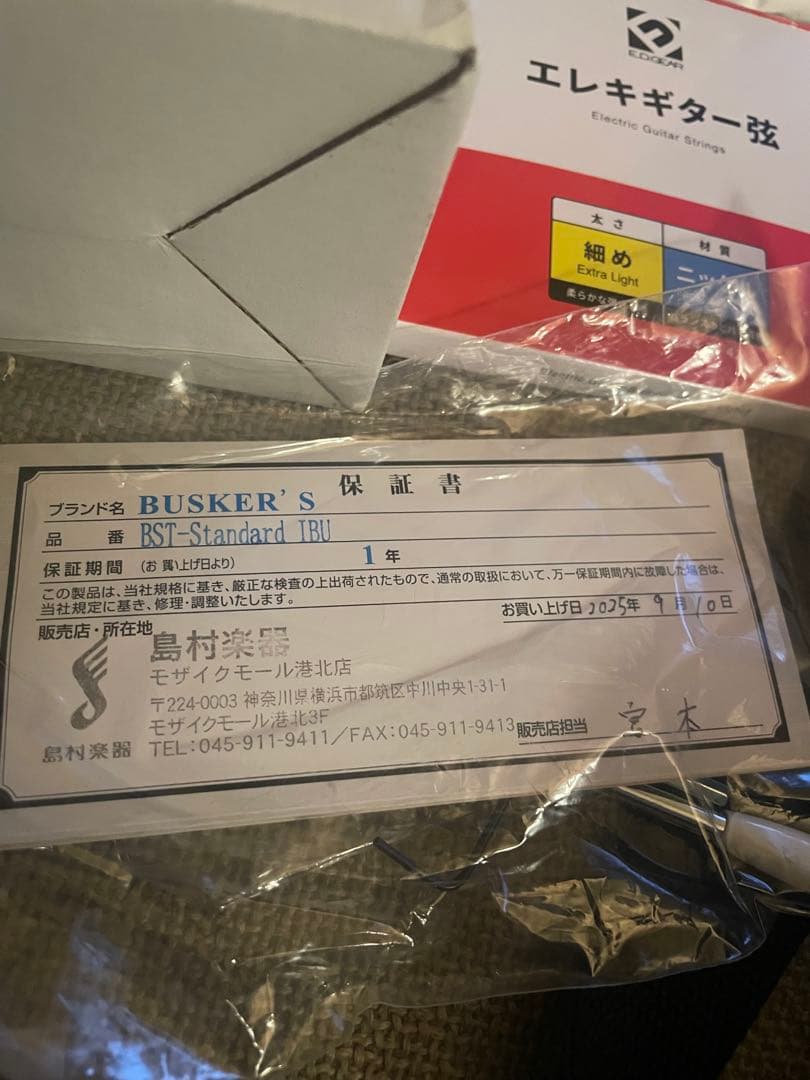 E.D.GEAR
エレキギター弦
Electric Guitar Strings
太さ
材質
細め
Extra Light
保証書
ブランド名 BUSKER'S
品番 BST-Standard IBU
保証期間 (お買い上げ日より) 1年
この製品は、当社規格に基き、厳正な検査の上出荷されたもので、通常の取扱において、万一保証期間内に故障した場合は、
当社規定に基き、修理・調整いたします。
お買い上げ日 2025年 9月10日
販売店・所在地
島村楽器
モザイクモール港北店
〒224-0003 神奈川県横浜市都筑区中川中央1-31-1
モザイクモール港北3F
TEL:045-911-9411/FAX:045-911-9413
島村楽器
販売店担当